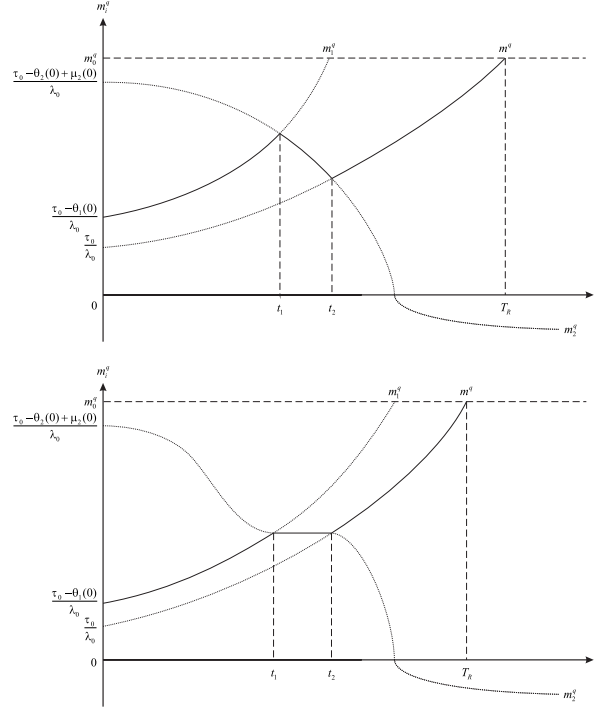 m_i^q
m_0^q
m_1^q
m^q
τ_0 −θ_2(0)+μ_2(0)
λ_0
τ_0 −θ_1(0)
λ_0
τ_0
λ_0
0
t_1
t_2
T_R
m_2^q
m_i^q
m_0^q
m_1^q
m^q
τ_0 −θ_2(0)+μ_2(0)
λ_0
τ_0 −θ_1(0)
λ_0
τ_0
λ_0
0
t_1
t_2
T_R
m_2^q